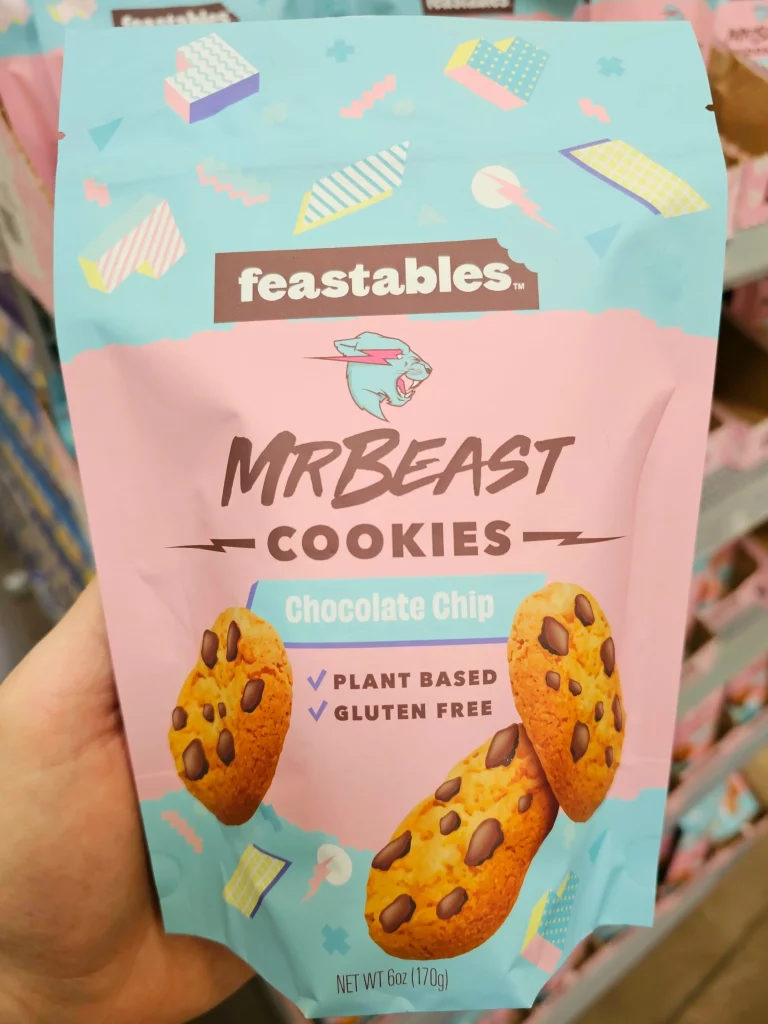 feastables™
MRBEAST
COOKIES
Chocolate Chip
PLANT BASED
GLUTEN FREE
NET WT 6oz (170g)